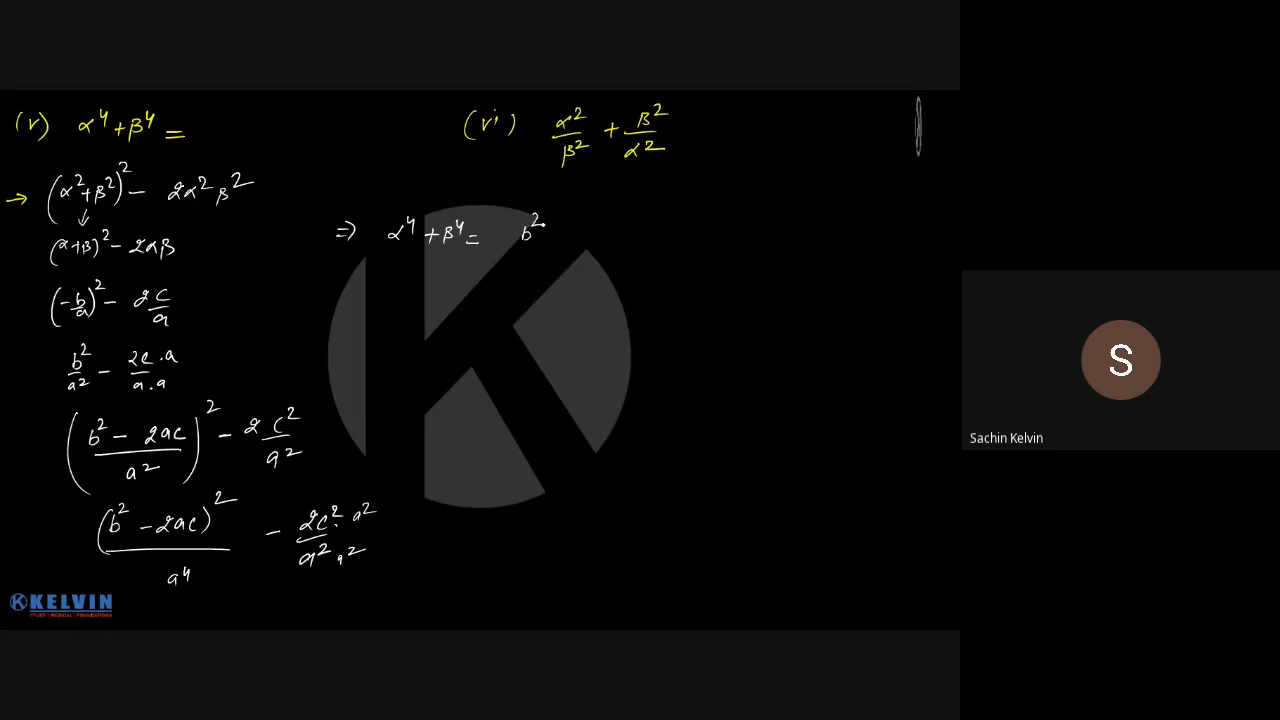 (v) α⁴+β⁴ =
→ (α²+β²)² - 2α²β²
↓
(α+β)² - 2αβ
(-b/a)² - 2c/a
b²/a² - 2c.a/a.a
((b² - 2ac)/a²)² - 2c²/a²
(b² - 2ac)²/a⁴ - 2c².a²/a².a²
⇒ α⁴+β⁴ = b²
(vi) α²/β² + β²/α²
S
Sachin Kelvin
KELVIN